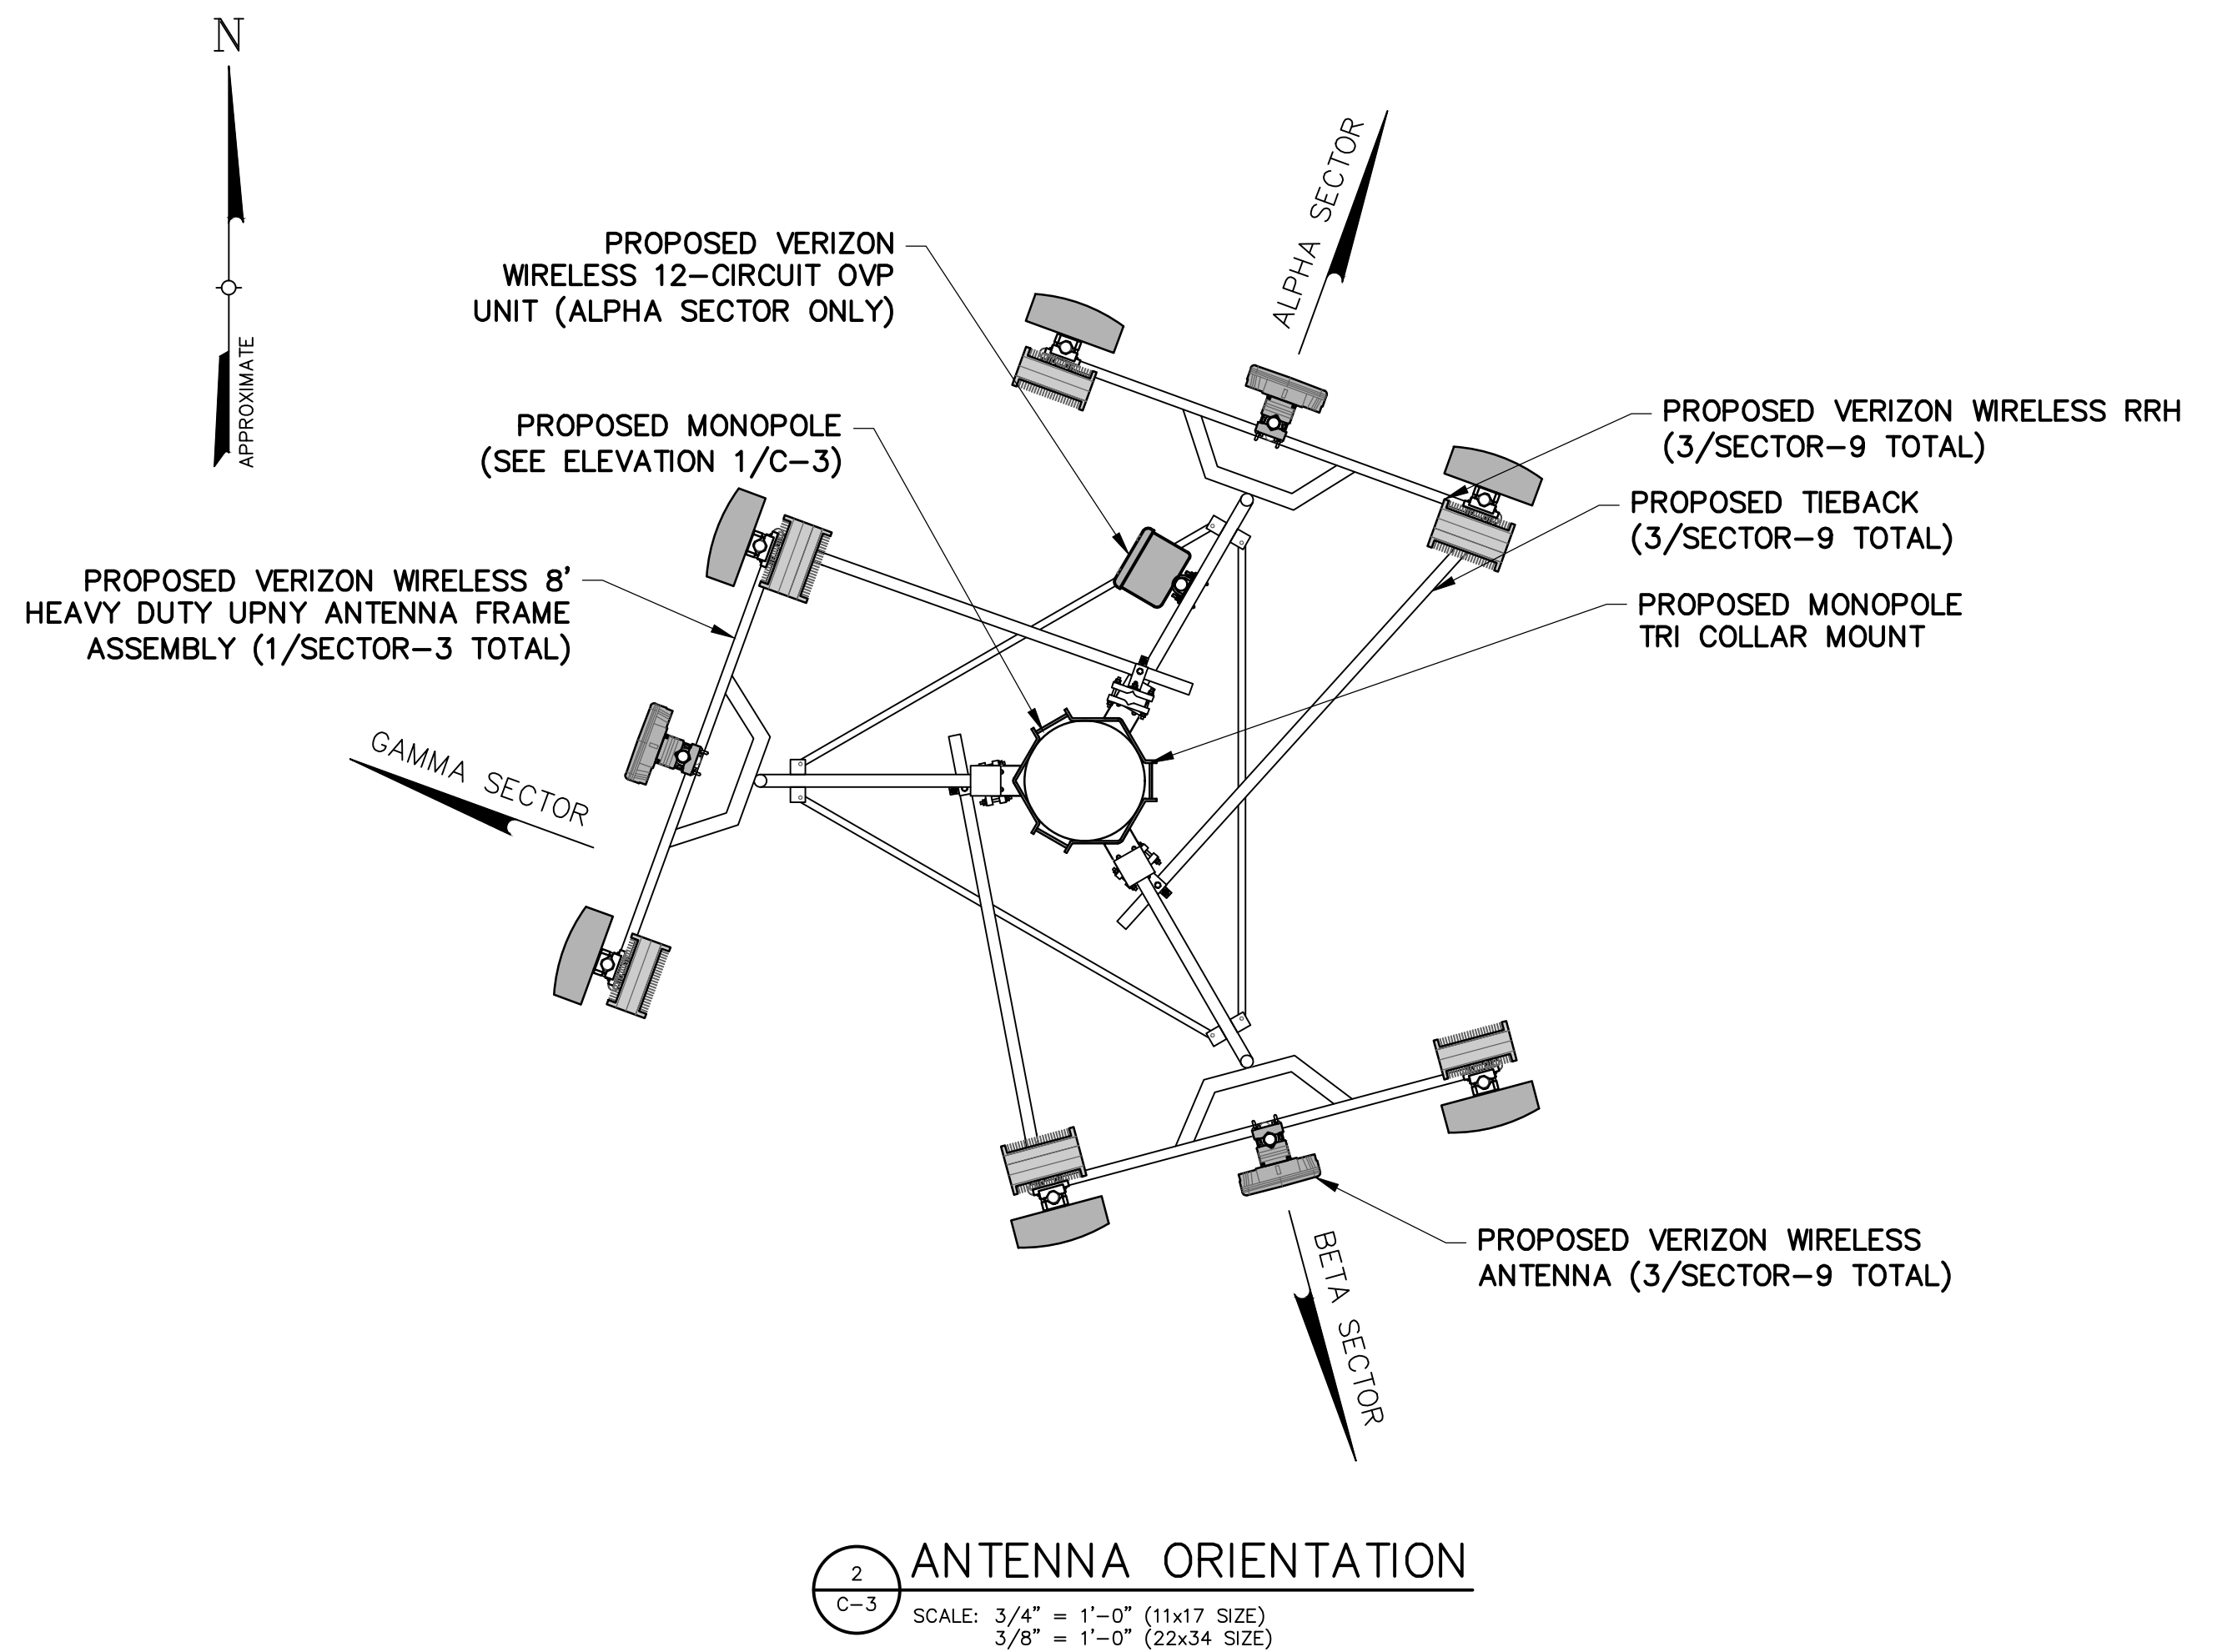 N
APPROXIMATE
ALPHA SECTOR
PROPOSED VERIZON
WIRELESS 12-CIRCUIT OVP
UNIT (ALPHA SECTOR ONLY)
PROPOSED MONOPOLE
(SEE ELEVATION 1/C-3)
PROPOSED VERIZON WIRELESS RRH
(3/SECTOR-9 TOTAL)
PROPOSED TIEBACK
(3/SECTOR-9 TOTAL)
PROPOSED MONOPOLE
TRI COLLAR MOUNT
PROPOSED VERIZON WIRELESS 8'
HEAVY DUTY UPNY ANTENNA FRAME
ASSEMBLY (1/SECTOR-3 TOTAL)
GAMMA SECTOR
PROPOSED VERIZON WIRELESS
ANTENNA (3/SECTOR-9 TOTAL)
BETA SECTOR
2
C-3
ANTENNA ORIENTATION
SCALE: 3/4" = 1'-0" (11x17 SIZE)
3/8" = 1'-0" (22x34 SIZE)